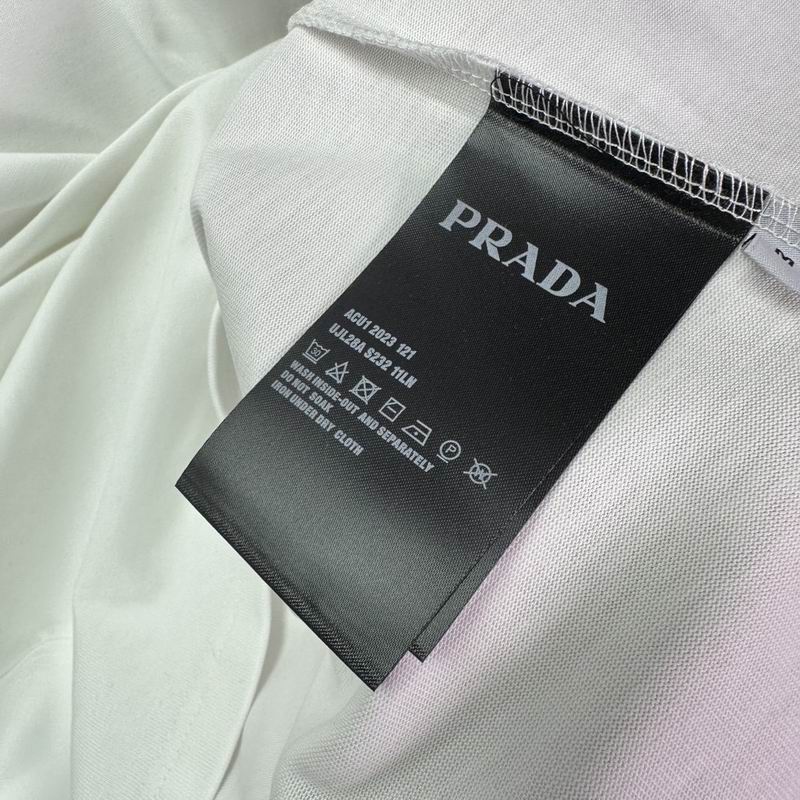 PRADA
ACU1 2023 121
UJL28A S232 11LN
30
P
WASH INSIDE-OUT AND SEPARATELY
DO NOT SOAK
IRON UNDER DRY CLOTH
M